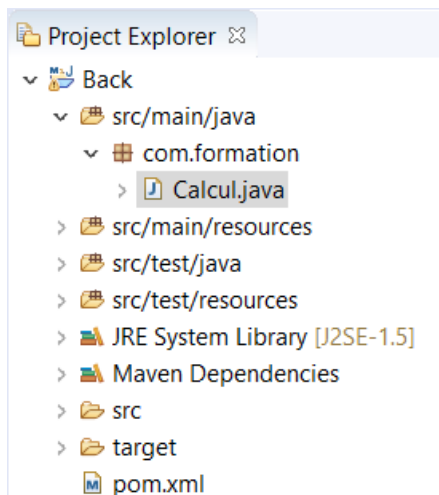 Project Explorer
Back
src/main/java
com.formation
Calcul.java
src/main/resources
src/test/java
src/test/resources
JRE System Library [J2SE-1.5]
Maven Dependencies
src
target
pom.xml